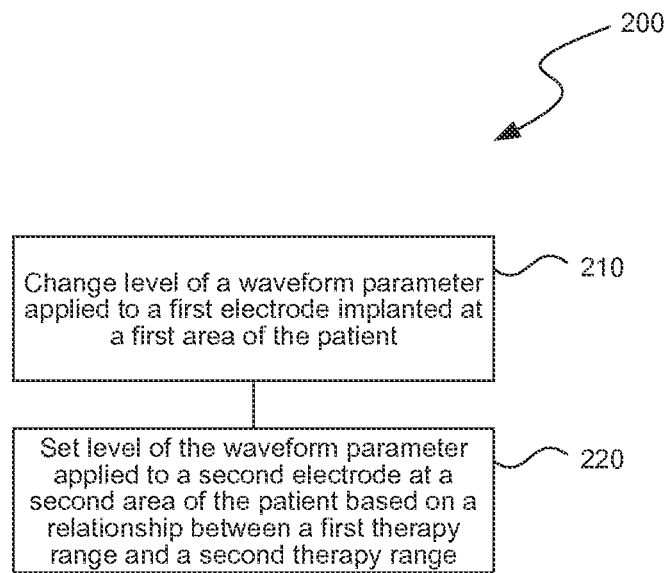 200
Change level of a waveform parameter
applied to a first electrode implanted at
a first area of the patient
210
Set level of the waveform parameter
applied to a second electrode at a
second area of the patient based on a
relationship between a first therapy
range and a second therapy range
220